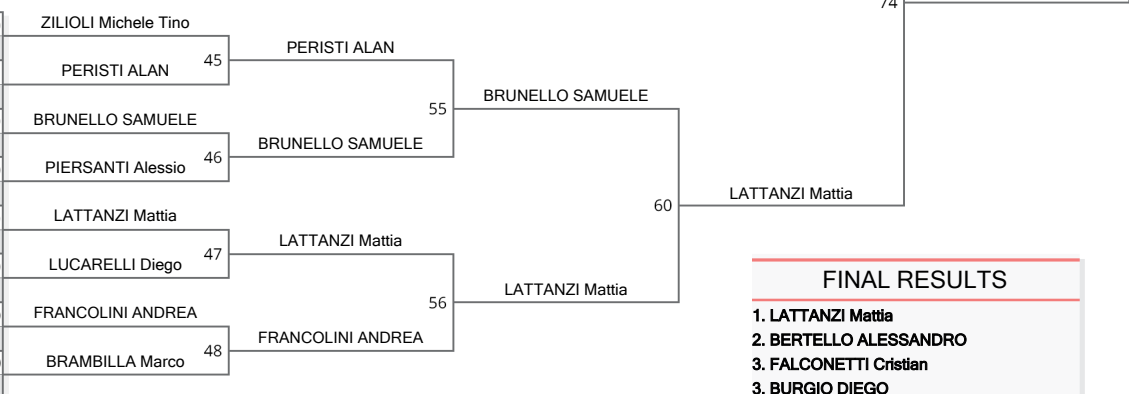 74
ZILIOLI Michele Tino
PERISTI ALAN
45
PERISTI ALAN
BRUNELLO SAMUELE
55
BRUNELLO SAMUELE
BRUNELLO SAMUELE
46
PIERSANTI Alessio
LATTANZI Mattia
60
LATTANZI Mattia
LATTANZI Mattia
47
LUCARELLI Diego
FINAL RESULTS
LATTANZI Mattia
56
FRANCOLINI ANDREA
1. LATTANZI Mattia
FRANCOLINI ANDREA
2. BERTELLO ALESSANDRO
48
BRAMBILLA Marco
3. FALCONETTI Cristian
3. BURGIO DIEGO